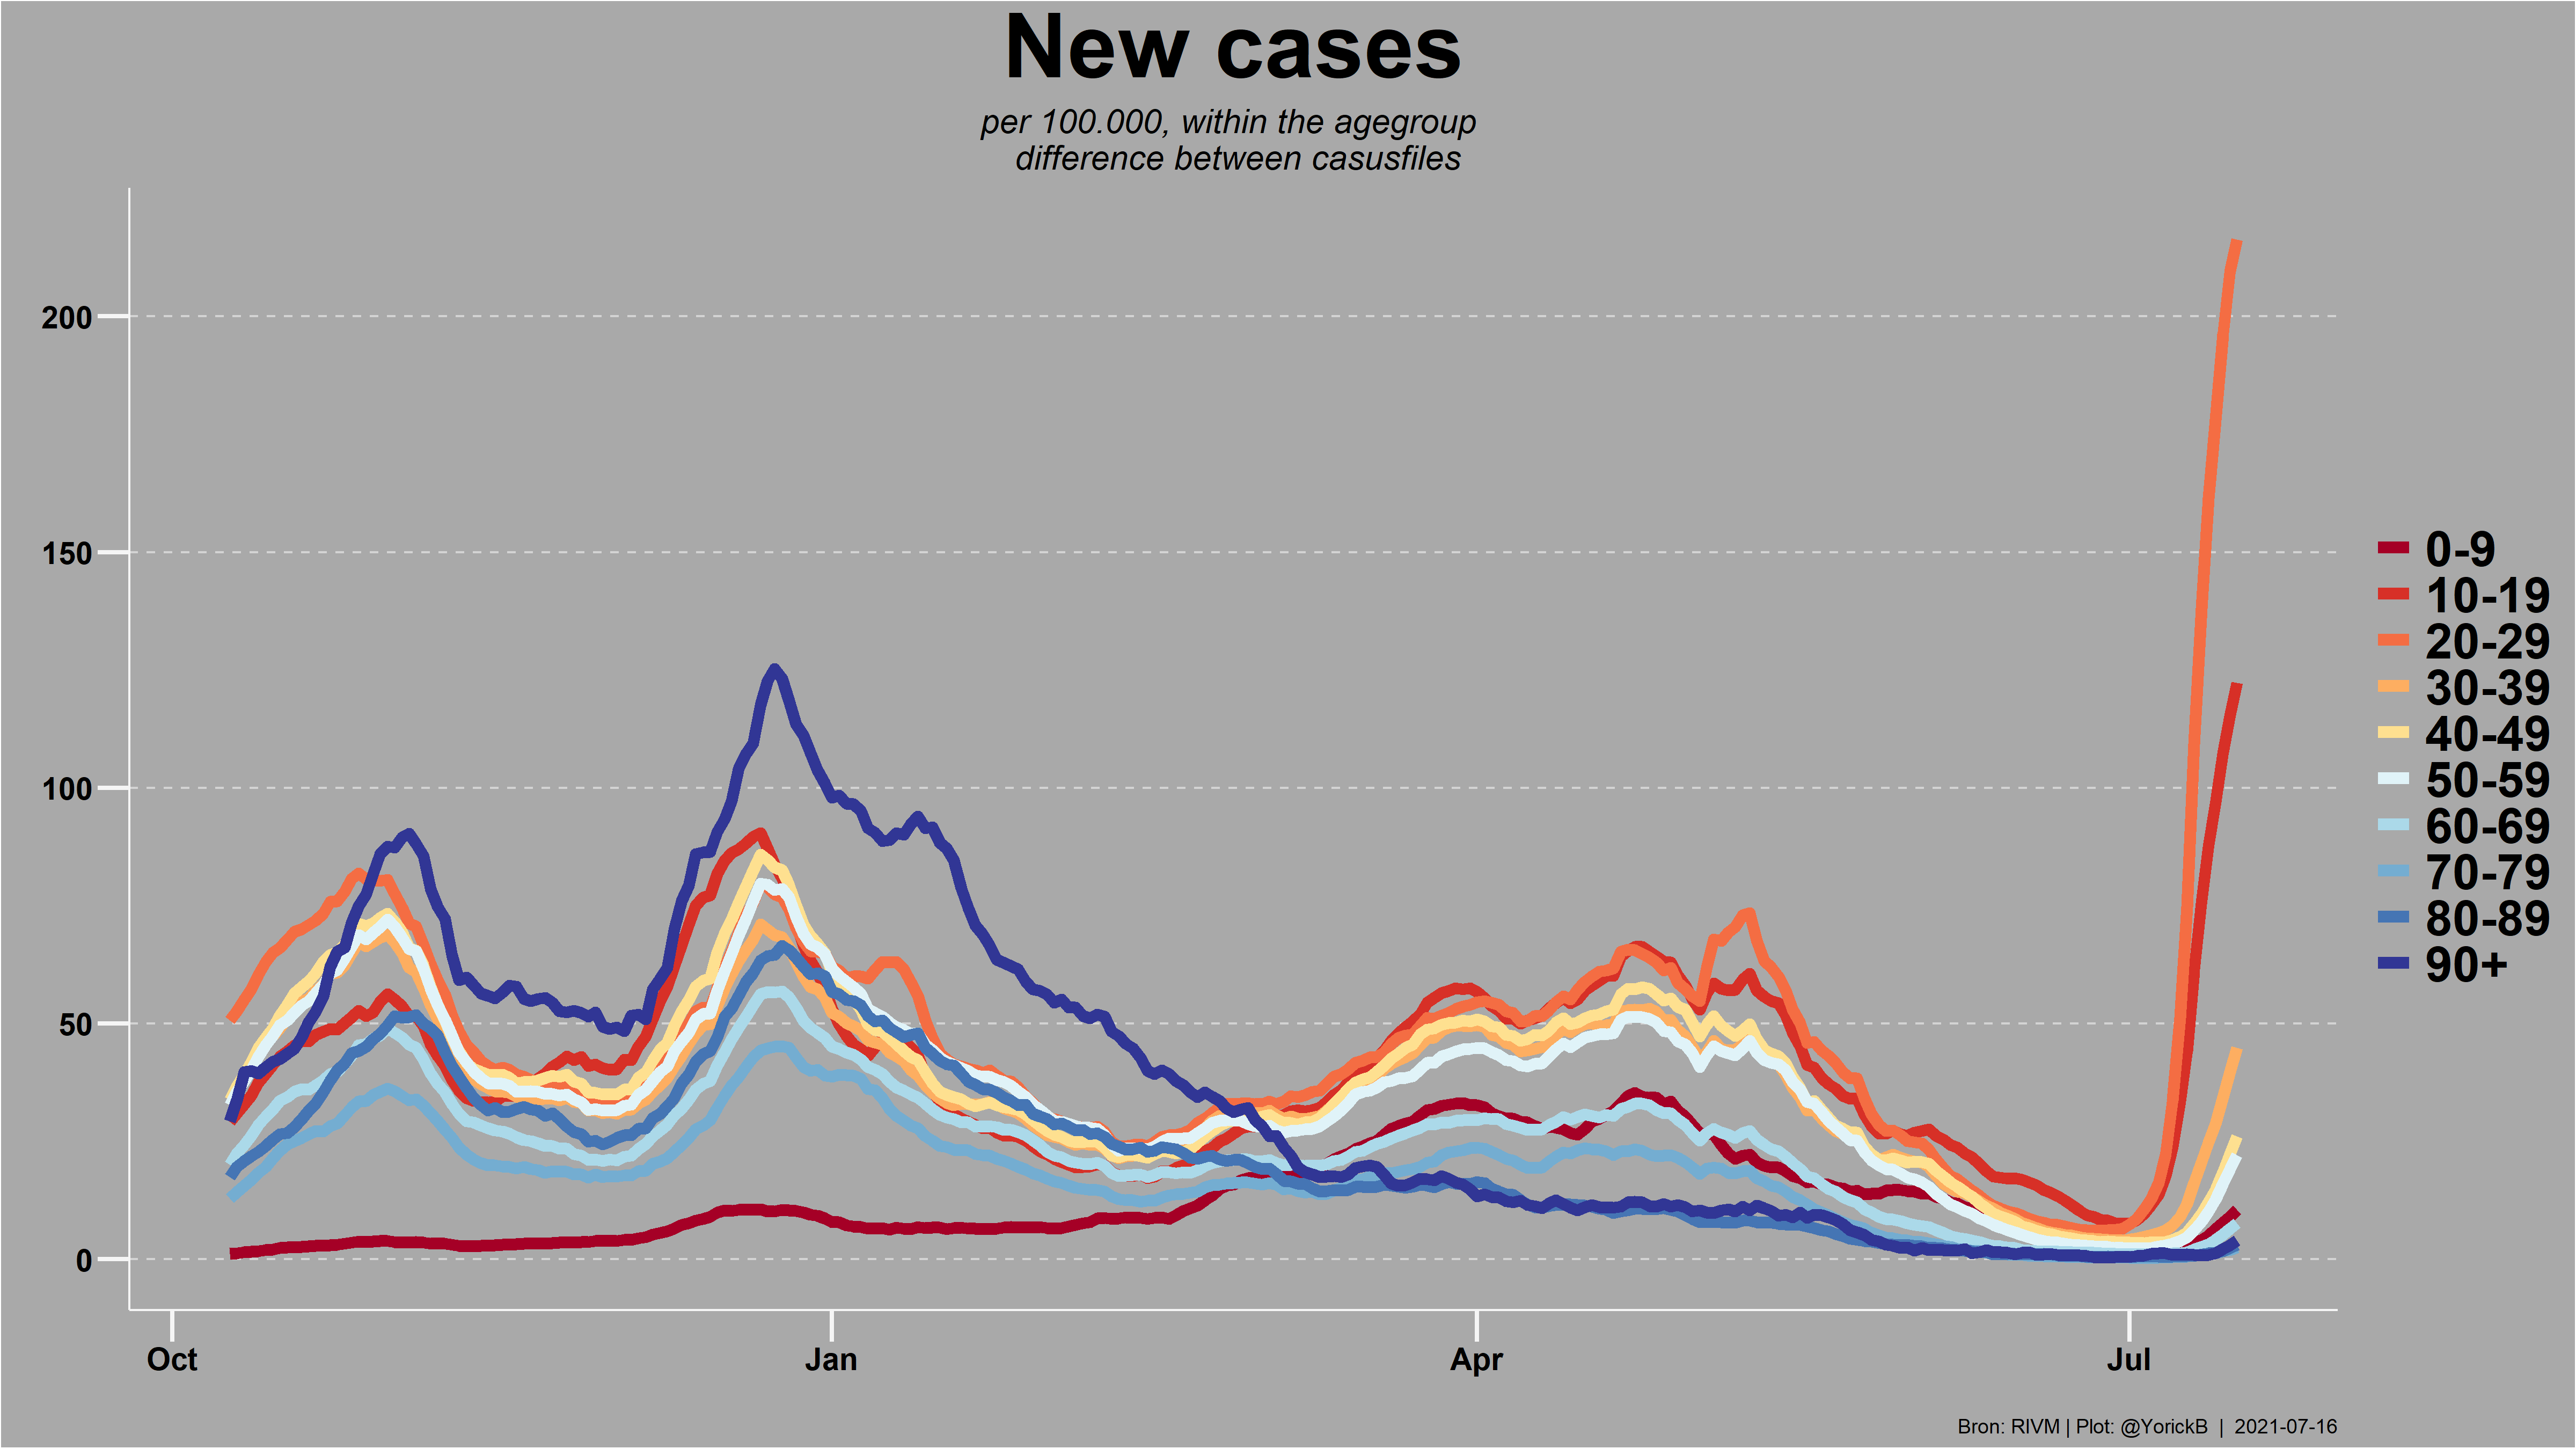 New cases
per 100.000, within the agegroup
difference between casusfiles
200
150
100
50
0
Oct
Jan
Apr
Jul
0-9
10-19
20-29
30-39
40-49
50-59
60-69
70-79
80-89
90+
Bron: RIVM | Plot: @YorickB | 2021-07-16